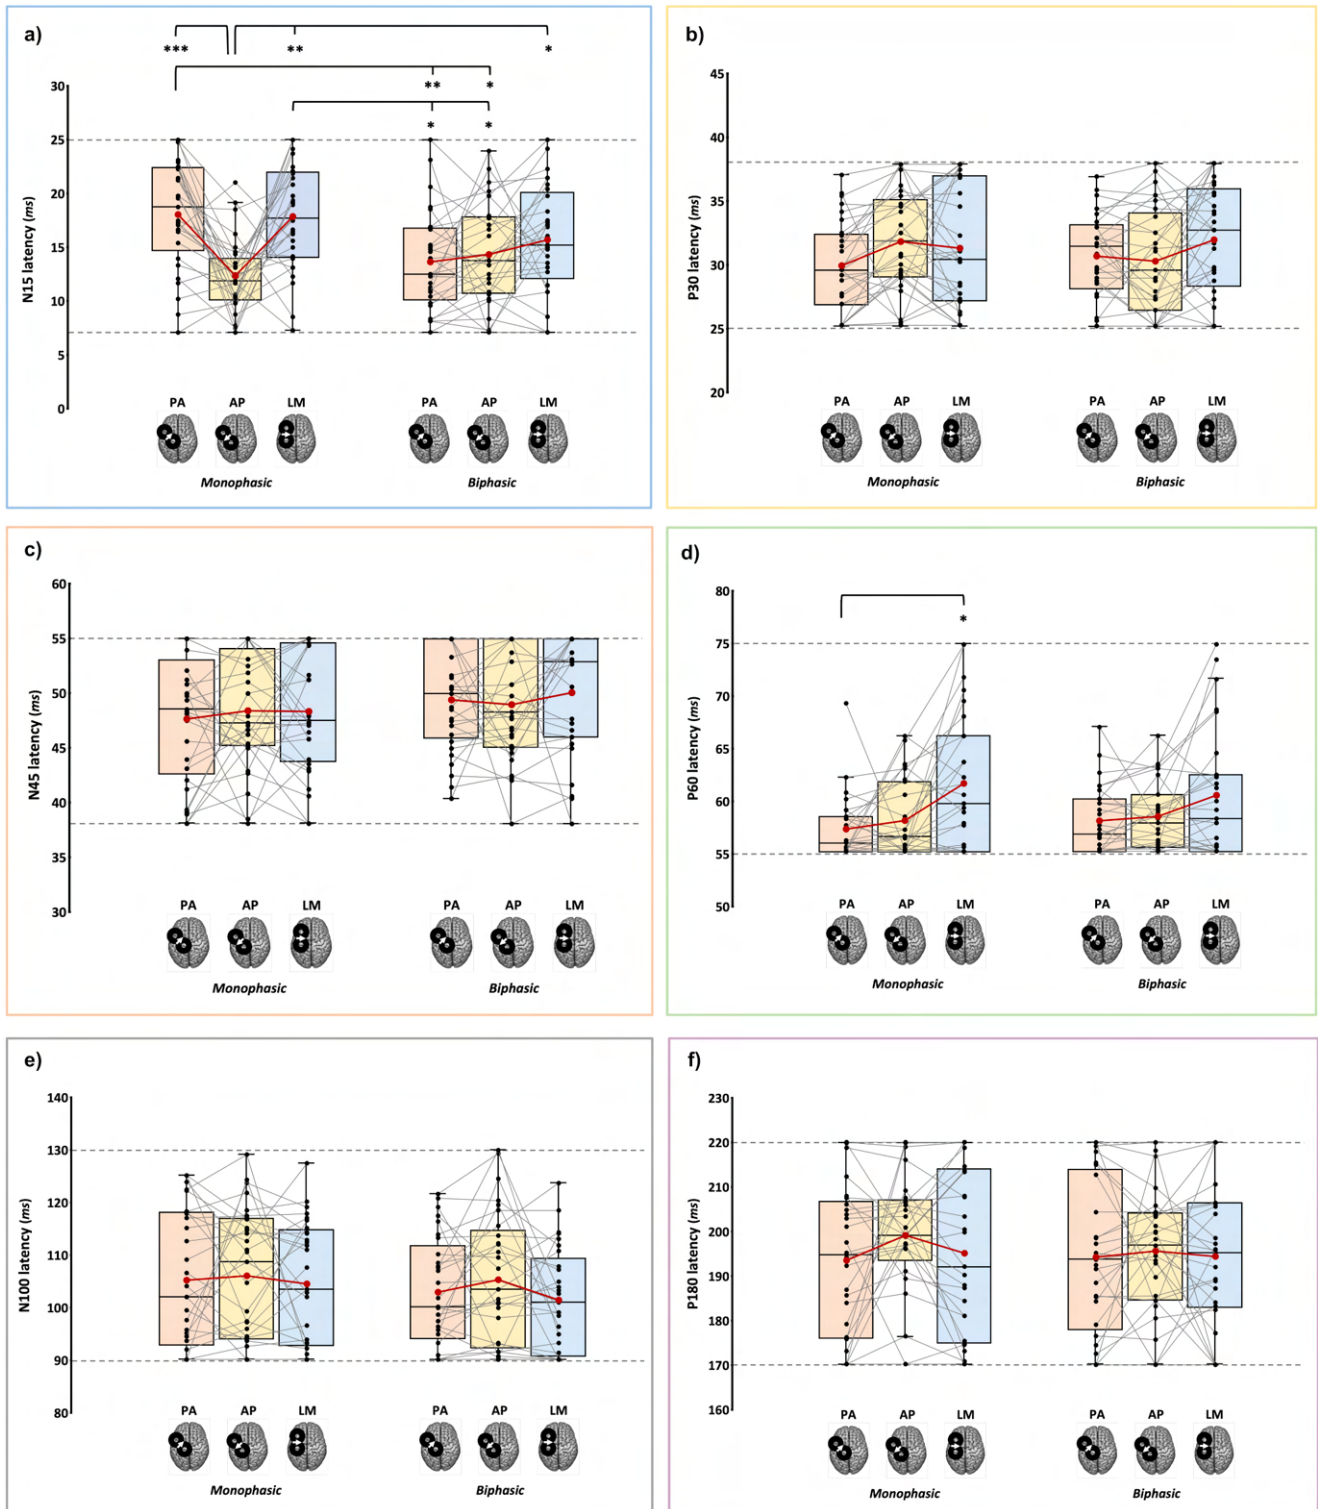 a)
*** ** *
** *
* *
N15 latency (ms)
30
25
20
15
10
5
0
PA AP LM PA AP LM
Monophasic Biphasic
b)
P30 latency (ms)
45
40
35
30
25
20
PA AP LM PA AP LM
Monophasic Biphasic
c)
N45 latency (ms)
60
55
50
45
40
35
30
PA AP LM PA AP LM
Monophasic Biphasic
d)
*
P60 latency (ms)
80
75
70
65
60
55
50
PA AP LM PA AP LM
Monophasic Biphasic
e)
N100 latency (ms)
140
130
120
110
100
90
80
PA AP LM PA AP LM
Monophasic Biphasic
f)
P180 latency (ms)
230
220
210
200
190
180
170
160
PA AP LM PA AP LM
Monophasic Biphasic